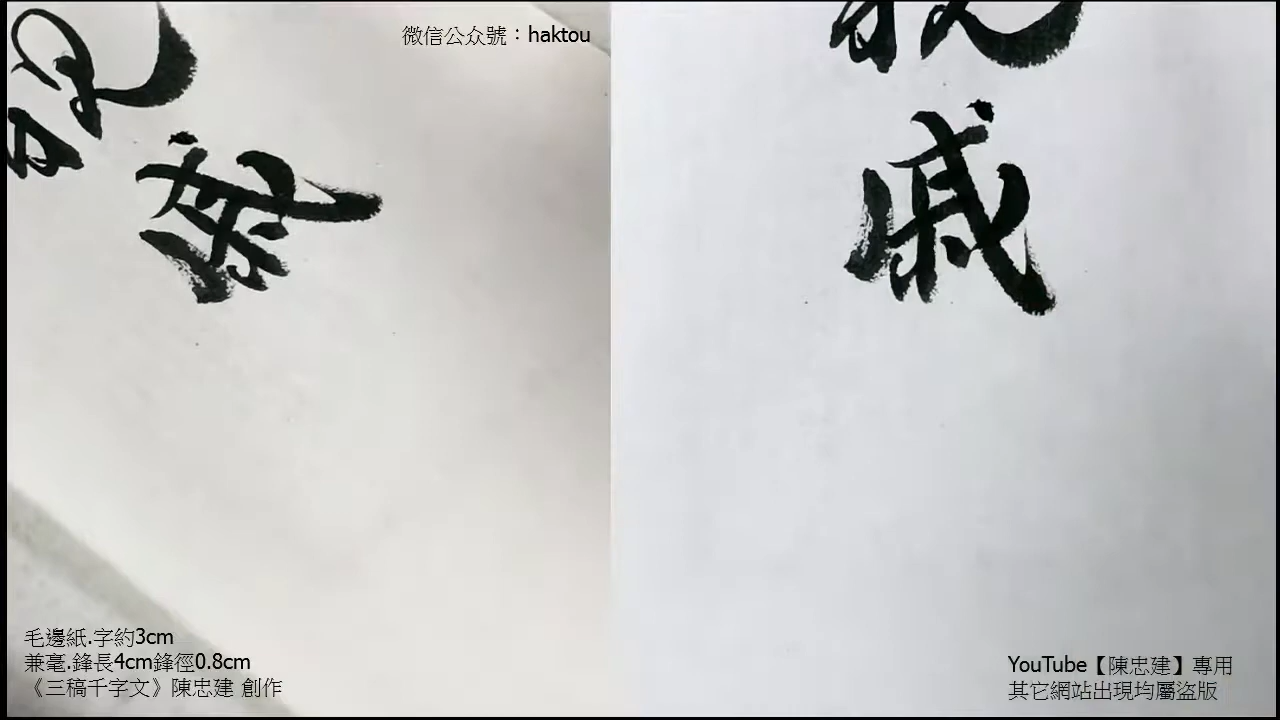 微信公众號：haktou
戚
戚
毛邊紙.字約3cm
兼毫.鋒長4cm鋒徑0.8cm
《三稿千字文》陳忠建 創作
YouTube【陳忠建】專用
其它網站出現均屬盜版